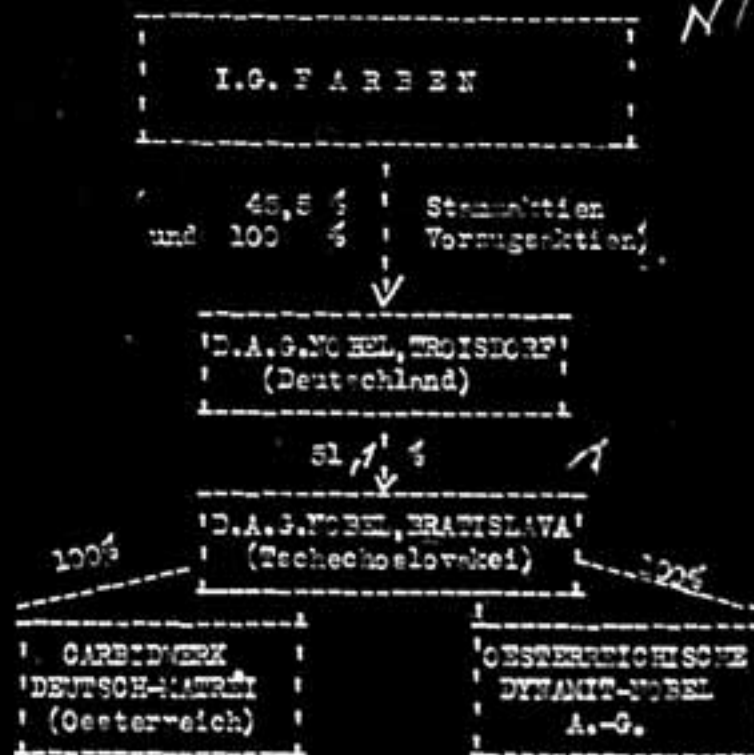 I.G. F A R B E N
( 45,5 % Stammaktien
und 100 % Vorzugsaktien)
D.A.G.NOBEL,TROISDORF
(Deutschland)
51,1 %
D.A.G.NOBEL,BRATISLAVA
(Tschechoslovakei)
100% 100%
CARBIDWERK
DEUTSCH-MATREI
(Oesterreich)
OESTERREICHISCHE
DYNAMIT-NOBEL
A.-G.